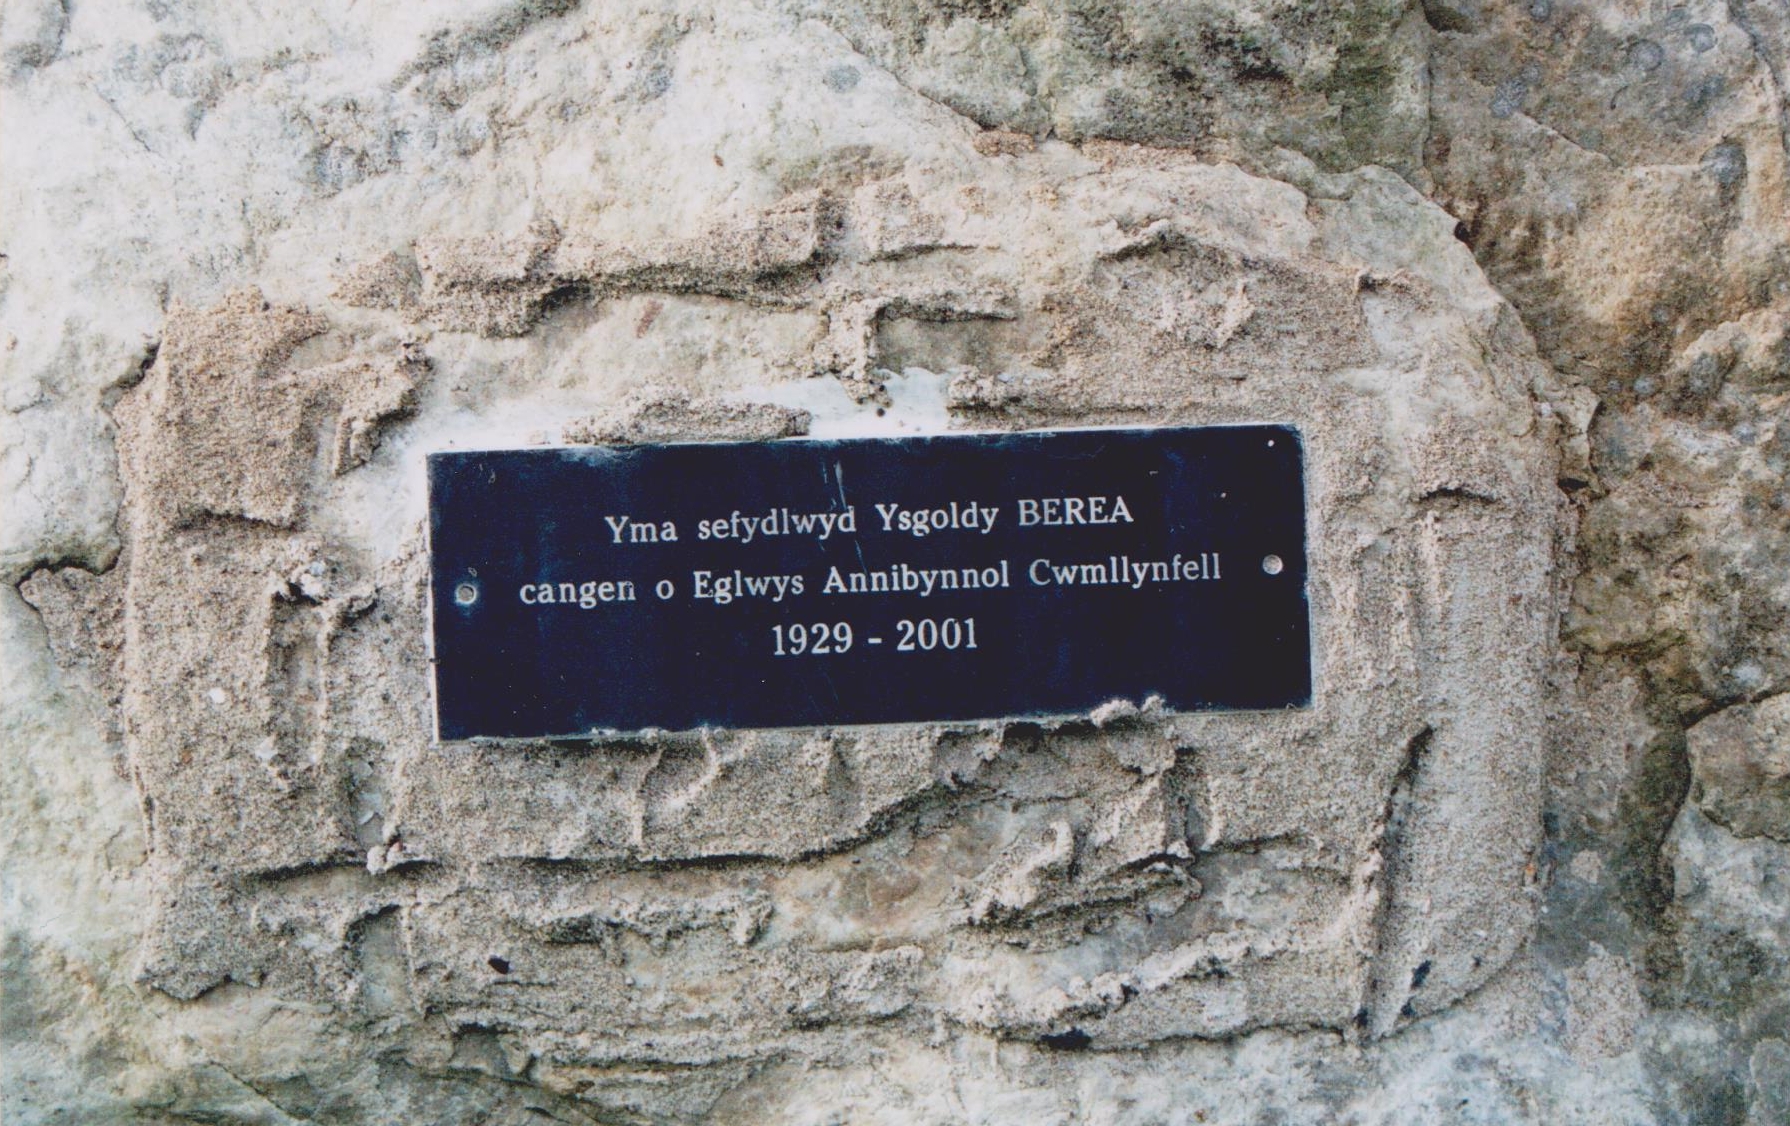 Yma sefydlwyd Ysgoldy BEREA
cangen o Eglwys Annibynnol Cwmllynfell
1929 - 2001